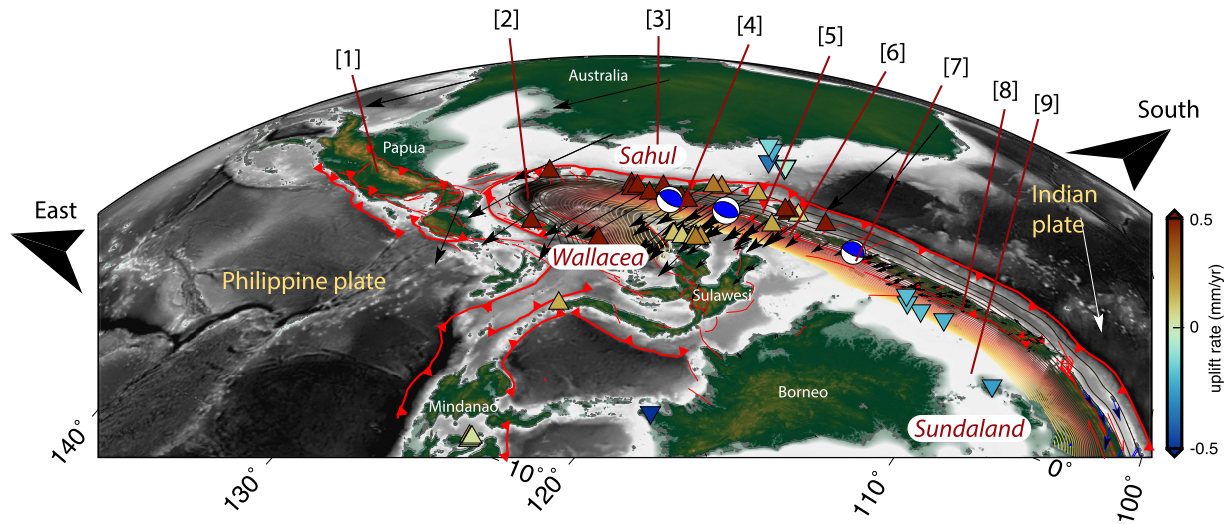 [1]
[2]
[3]
[4]
[5]
[6]
[7]
[8]
[9]
Australia
South
Papua
Sahul
East
Indian
plate
Wallacea
Philippine plate
Sulawesi
Borneo
Mindanao
Sundaland
0.5
0
-0.5
uplift rate (mm/yr)
140°
130°
10°
120°
110°
0°
100°